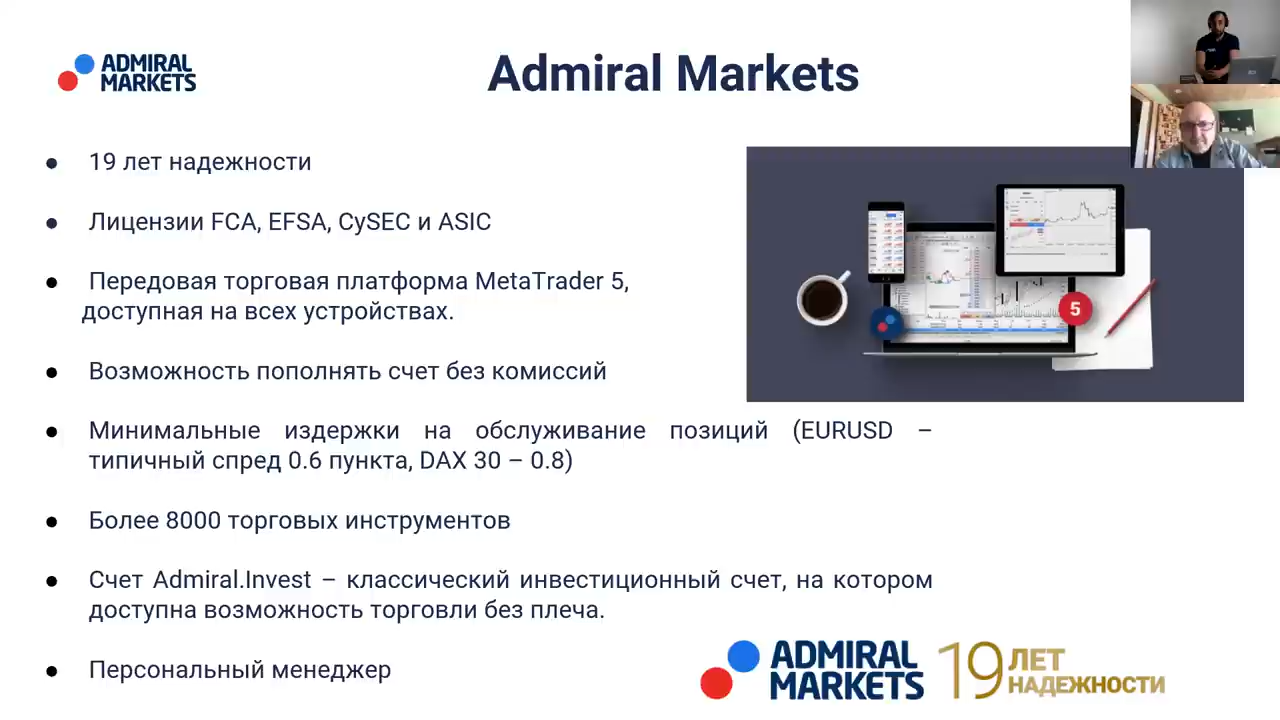 ADMIRAL
MARKETS
Admiral Markets
19 лет надежности
Лицензии FCA, EFSA, CySEC и ASIC
Передовая торговая платформа MetaTrader 5,
доступная на всех устройствах.
Возможность пополнять счет без комиссий
Минимальные издержки на обслуживание позиций (EURUSD –
типичный спред 0.6 пункта, DAX 30 – 0.8)
Более 8000 торговых инструментов
Счет Admiral.Invest – классический инвестиционный счет, на котором
доступна возможность торговли без плеча.
Персональный менеджер
5
ADMIRAL
MARKETS
19 ЛЕТ
НАДЕЖНОСТИ